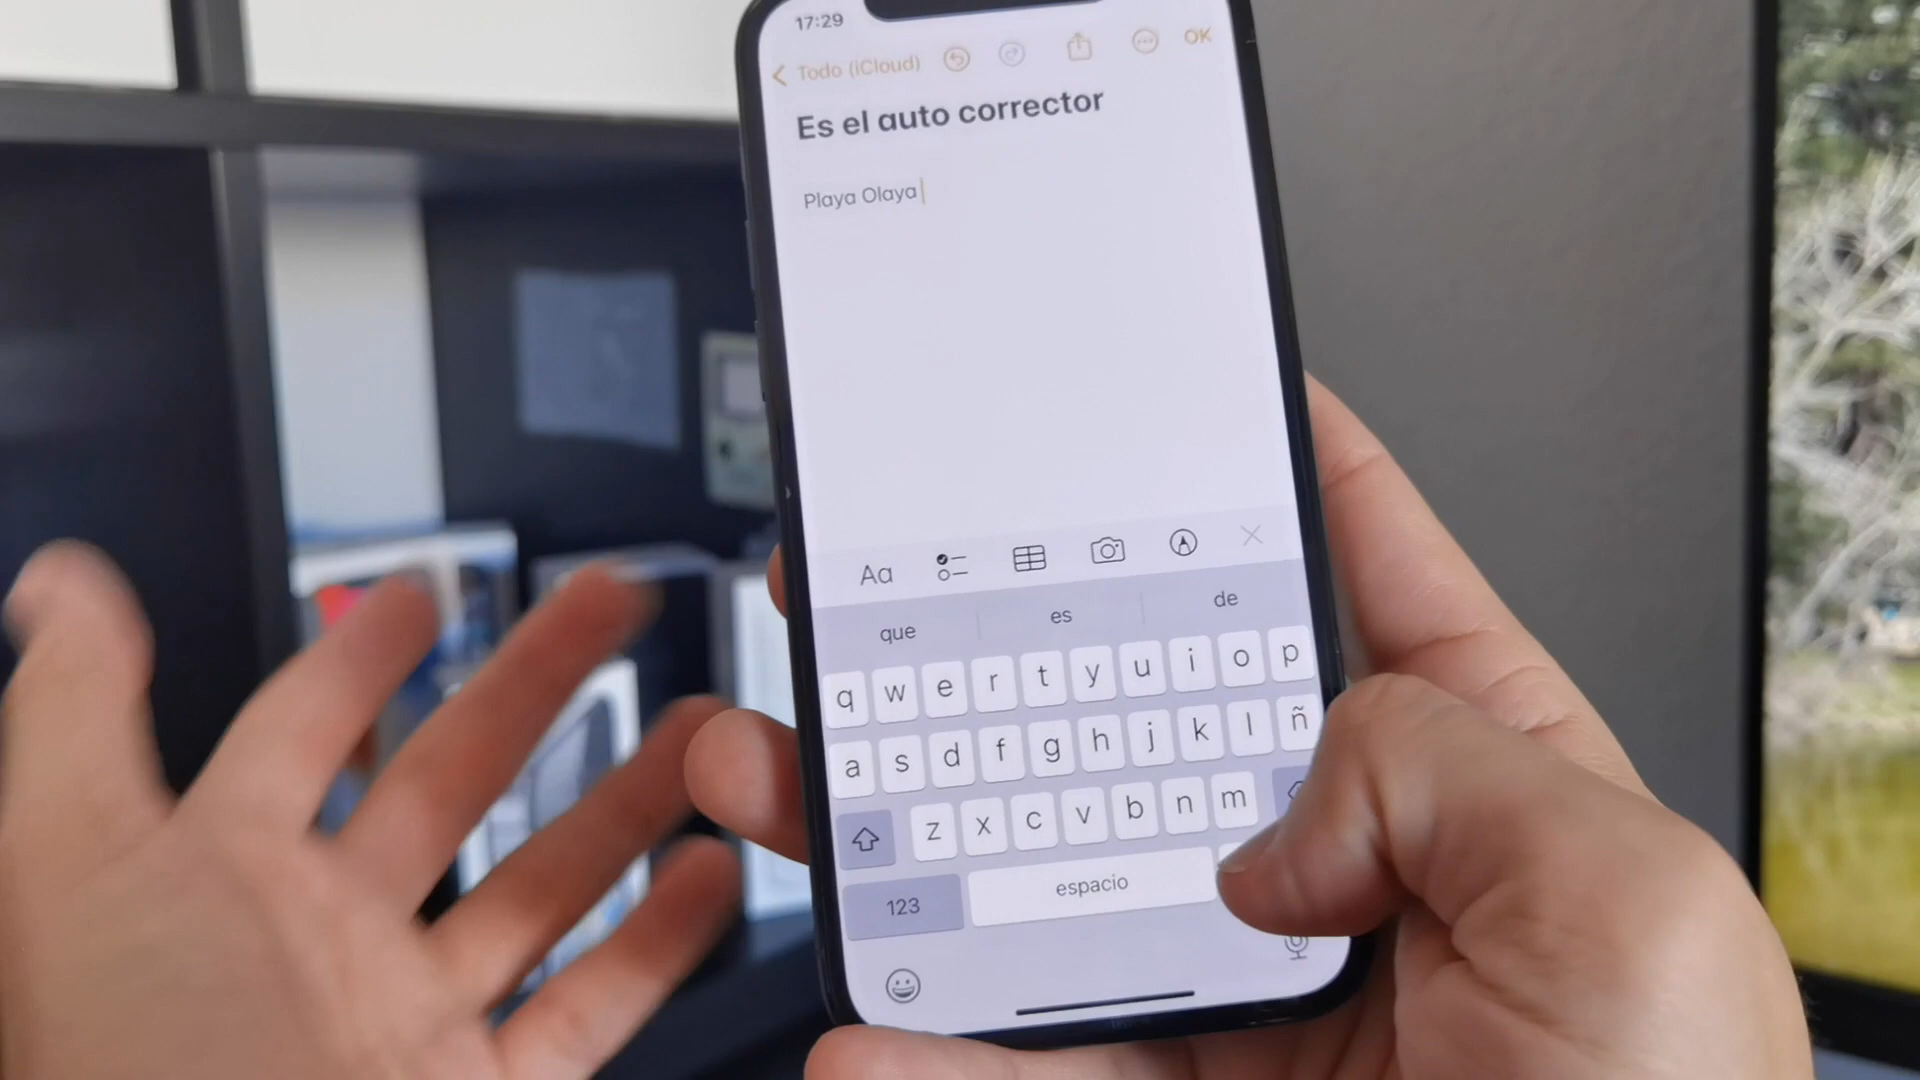 17:29
Todo (iCloud)
OK
Es el auto corrector
Playa Olaya
Aa
que es de
q w e r t y u i o p
a s d f g h j k l ñ
z x c v b n m
123 espacio